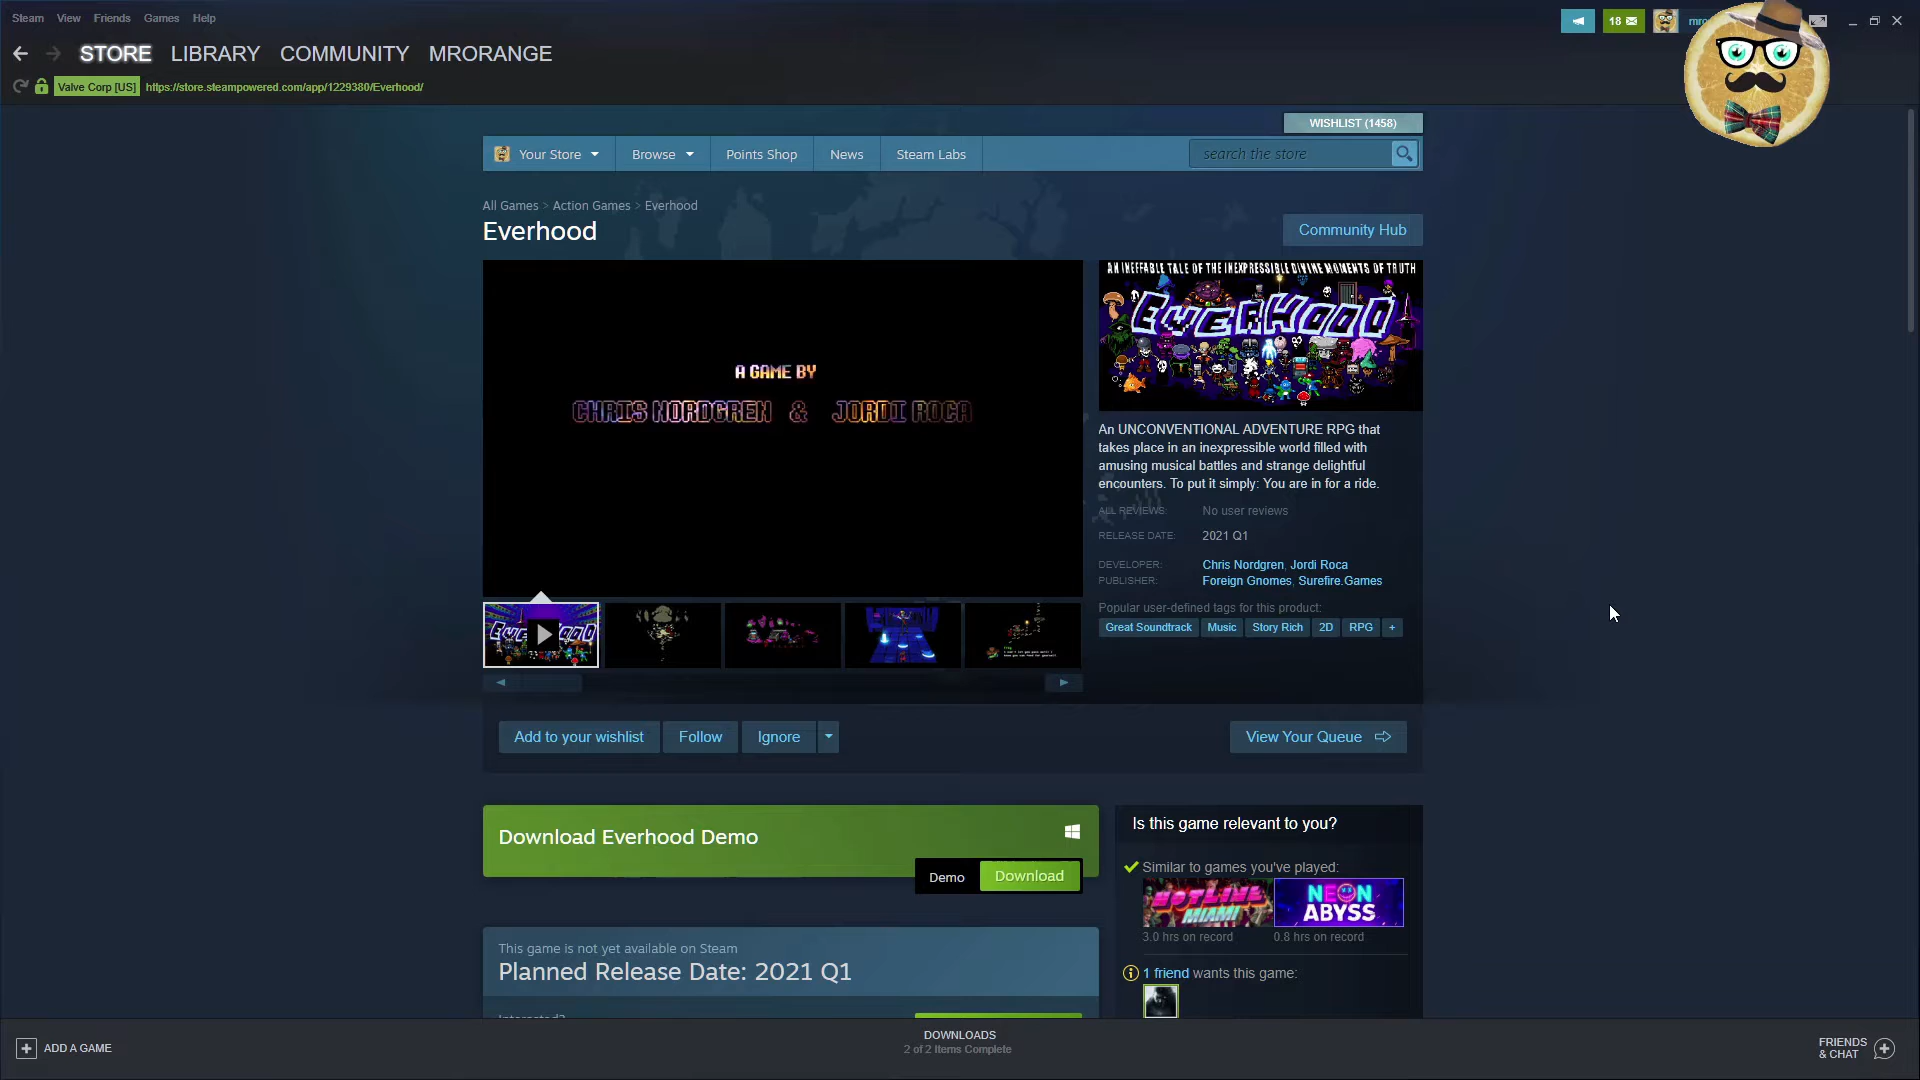 Steam View Friends Games Help
18
STORE LIBRARY COMMUNITY MRORANGE
Valve Corp [US] https://store.steampowered.com/app/1229380/Everhood/
WISHLIST (1458)
Your Store Browse Points Shop News Steam Labs search the store
All Games > Action Games > Everhood
Everhood
Community Hub
A GAME BY
CHRIS NORDGREN & JORDI ROCA
AN INEFFABLE TALE OF THE INEXPRESSIBLE DIVINE MOMENTS OF TRUTH
EVERHOOD
An UNCONVENTIONAL ADVENTURE RPG that
takes place in an inexpressible world filled with
amusing musical battles and strange delightful
encounters. To put it simply: You are in for a ride.
ALL REVIEWS: No user reviews
RELEASE DATE: 2021 Q1
DEVELOPER: Chris Nordgren, Jordi Roca
PUBLISHER: Foreign Gnomes, Surefire.Games
Popular user-defined tags for this product:
Great Soundtrack Music Story Rich 2D RPG +
Add to your wishlist Follow Ignore View Your Queue
Download Everhood Demo
Demo Download
Is this game relevant to you?
Similar to games you've played:
HOTLINE MIAMI
NEON ABYSS
3.0 hrs on record 0.8 hrs on record
1 friend wants this game:
This game is not yet available on Steam
Planned Release Date: 2021 Q1
ADD A GAME
DOWNLOADS
2 of 2 Items Complete
FRIENDS
& CHAT